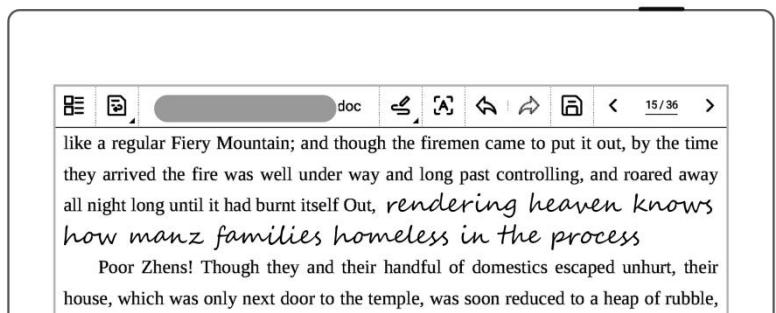 doc 15/36
like a regular Fiery Mountain; and though the firemen came to put it out, by the time
they arrived the fire was well under way and long past controlling, and roared away
all night long until it had burnt itself Out, rendering heaven knows
how manz families homeless in the process
Poor Zhens! Though they and their handful of domestics escaped unhurt, their
house, which was only next door to the temple, was soon reduced to a heap of rubble,